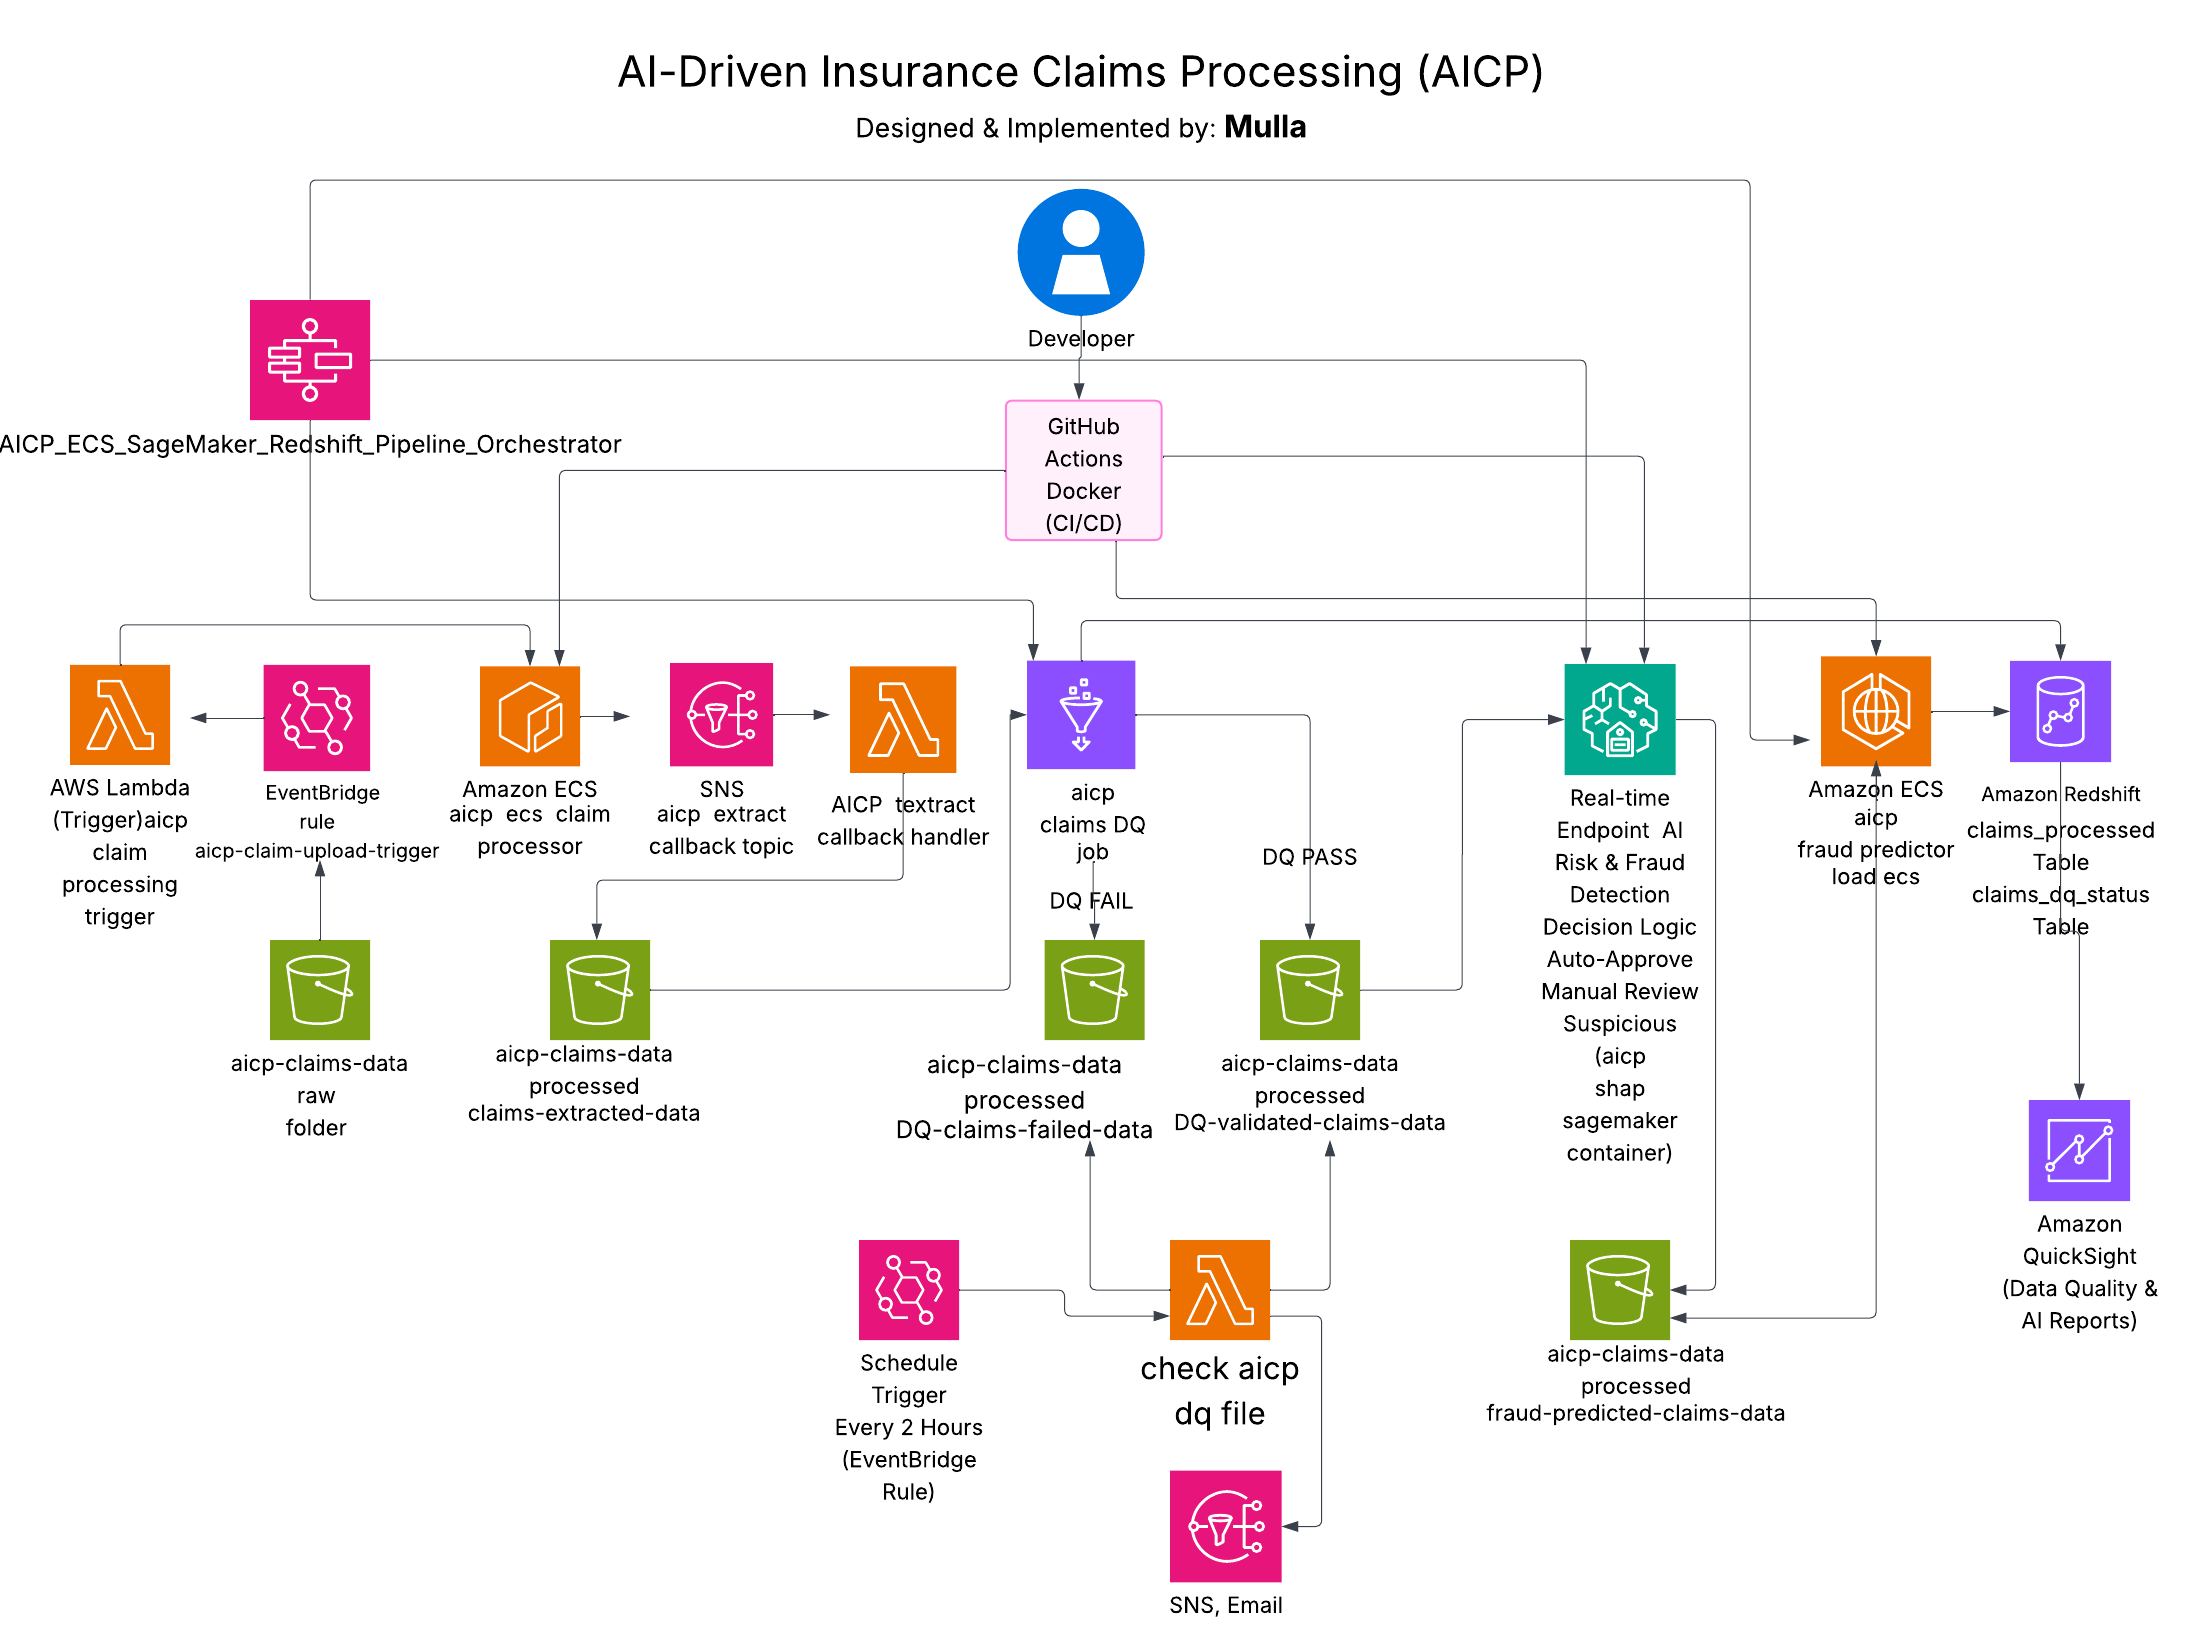 AI-Driven Insurance Claims Processing (AICP)
Designed & Implemented by: Mulla
Developer
AICP_ECS_SageMaker_Redshift_Pipeline_Orchestrator
GitHub
Actions
Docker
(CI/CD)
AWS Lambda
(Trigger)aicp
claim
processing
trigger
EventBridge
rule
aicp-claim-upload-trigger
Amazon ECS
aicp ecs claim
processor
SNS
aicp extract
callback topic
AICP textract
callback handler
aicp
claims DQ
job
DQ FAIL
DQ PASS
Real-time
Endpoint AI
Risk & Fraud
Detection
Decision Logic
Auto-Approve
Manual Review
Suspicious
(aicp
shap
sagemaker
container)
Amazon ECS
aicp
fraud predictor
load ecs
Amazon Redshift
claims_processed
Table
claims_dq_status
Table
aicp-claims-data
raw
folder
aicp-claims-data
processed
claims-extracted-data
aicp-claims-data
processed
DQ-claims-failed-data
aicp-claims-data
processed
DQ-validated-claims-data
Amazon
QuickSight
(Data Quality &
AI Reports)
Schedule
Trigger
Every 2 Hours
(EventBridge
Rule)
check aicp
dq file
aicp-claims-data
processed
fraud-predicted-claims-data
SNS, Email